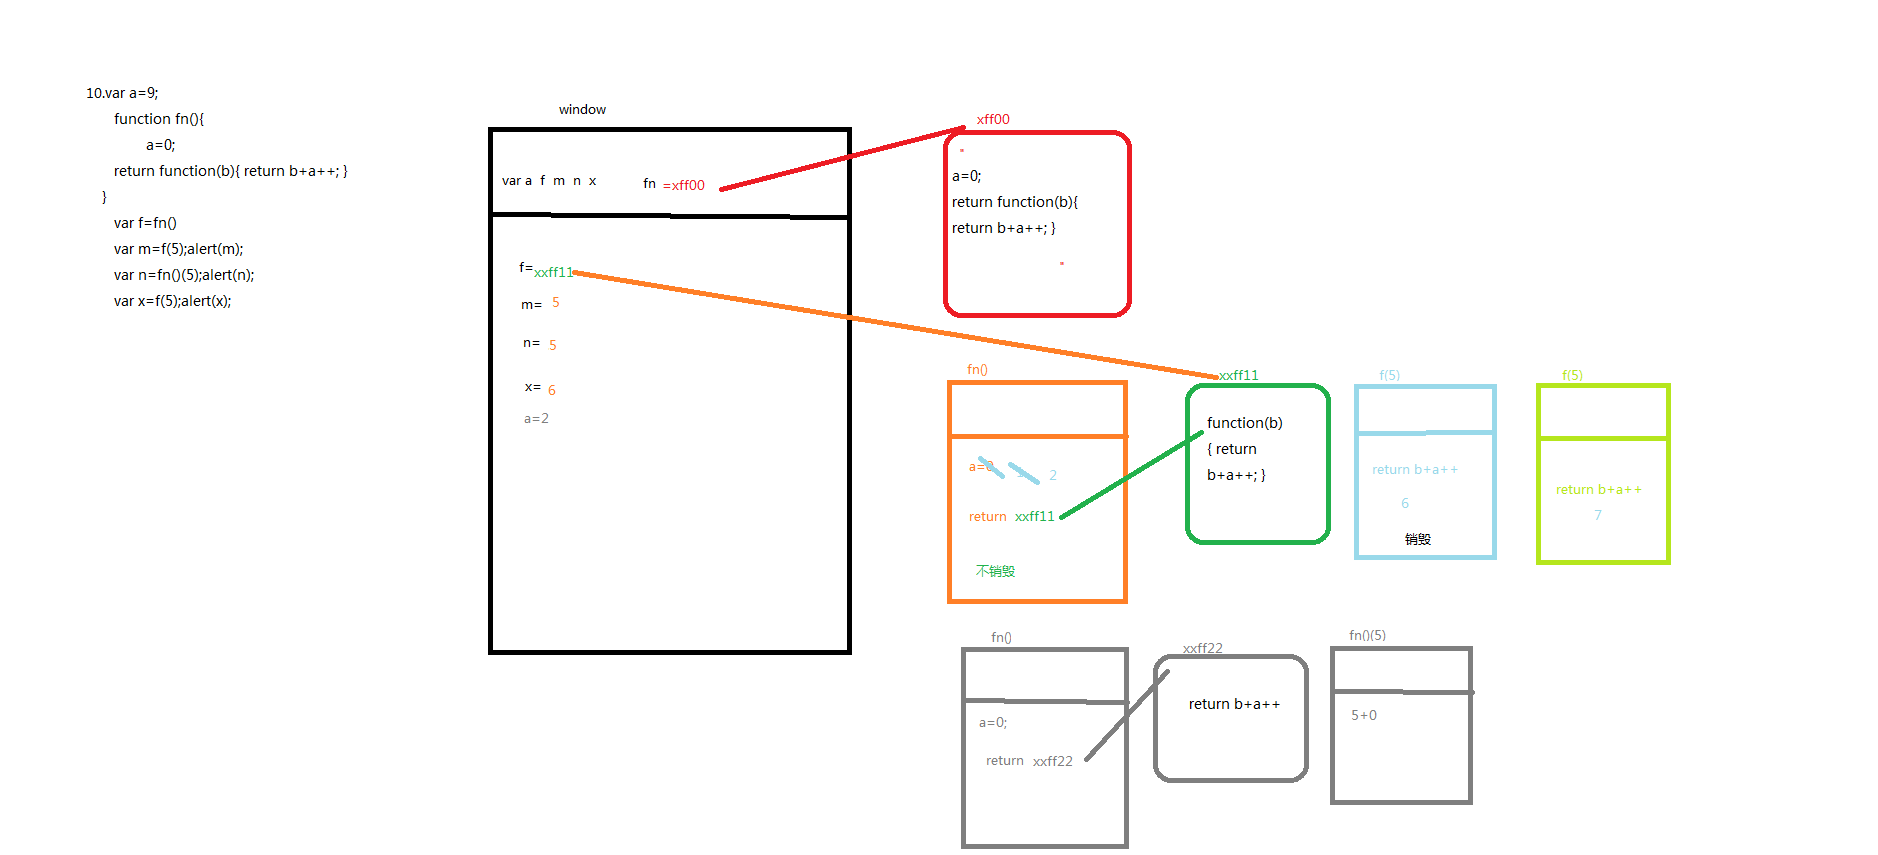 10.var a=9;
function fn(){
a=0;
return function(b){ return b+a++; }
}
var f=fn()
var m=f(5);alert(m);
var n=fn()(5);alert(n);
var x=f(5);alert(x);
window
var a f m n x fn =xff00
f= xxff11
m= 5
n= 5
x= 6
a=2
xff00
a=0;
return function(b){
return b+a++; }
fn()
a=0 2
return xxff11
不销毁
xxff11
function(b)
{ return
b+a++; }
f(5)
return b+a++
6
销毁
f(5)
return b+a++
7
fn()
a=0;
return xxff22
xxff22
return b+a++
fn()(5)
5+0